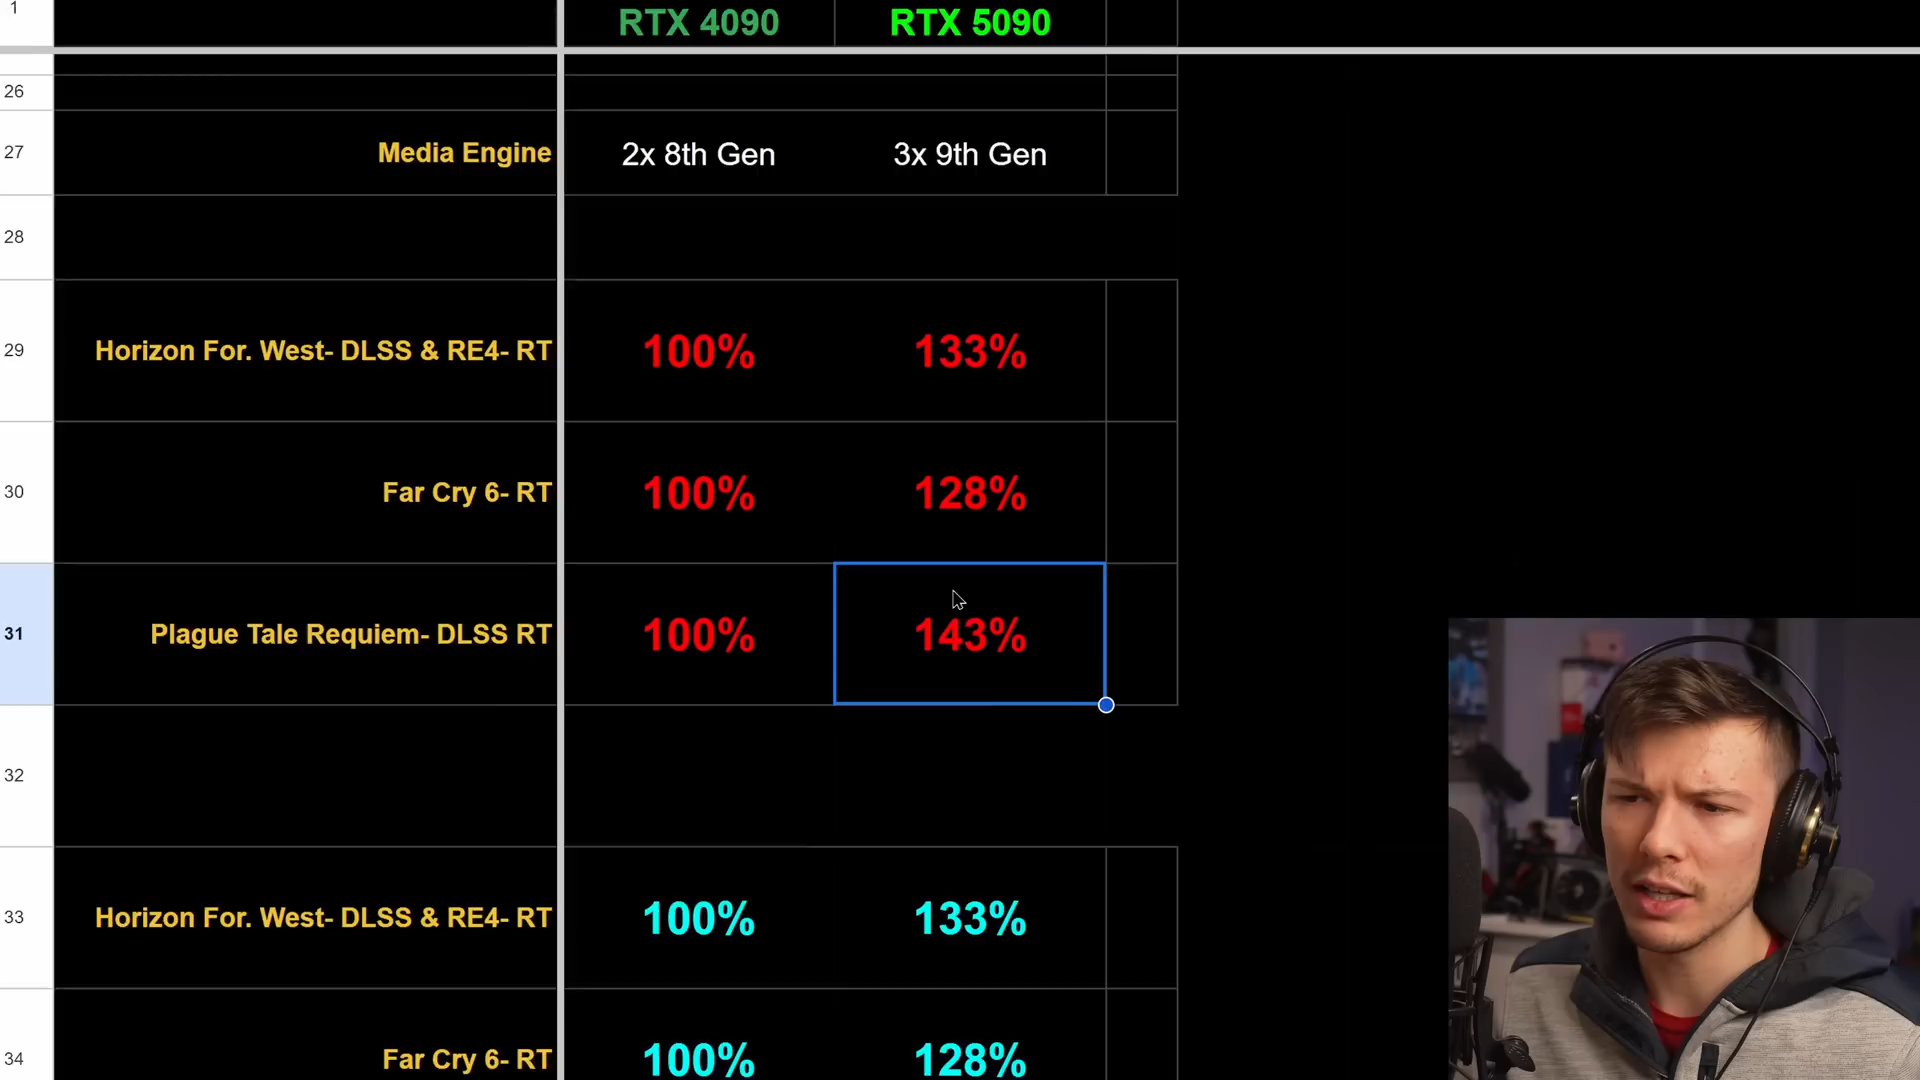 1 RTX 4090 RTX 5090
26
27 Media Engine 2x 8th Gen 3x 9th Gen
28
29 Horizon For. West- DLSS & RE4- RT 100% 133%
30 Far Cry 6- RT 100% 128%
31 Plague Tale Requiem- DLSS RT 100% 143%
32
33 Horizon For. West- DLSS & RE4- RT 100% 133%
34 Far Cry 6- RT 100% 128%